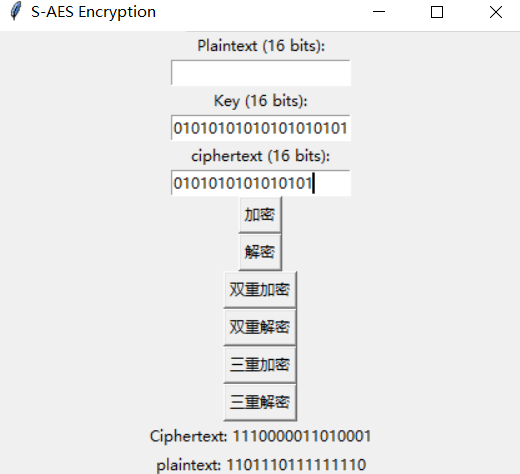 S-AES Encryption
Plaintext (16 bits):
Key (16 bits):
01010101010101010101
ciphertext (16 bits):
0101010101010101
加密
解密
双重加密
双重解密
三重加密
三重解密
Ciphertext: 1110000011010001
plaintext: 1101110111111110